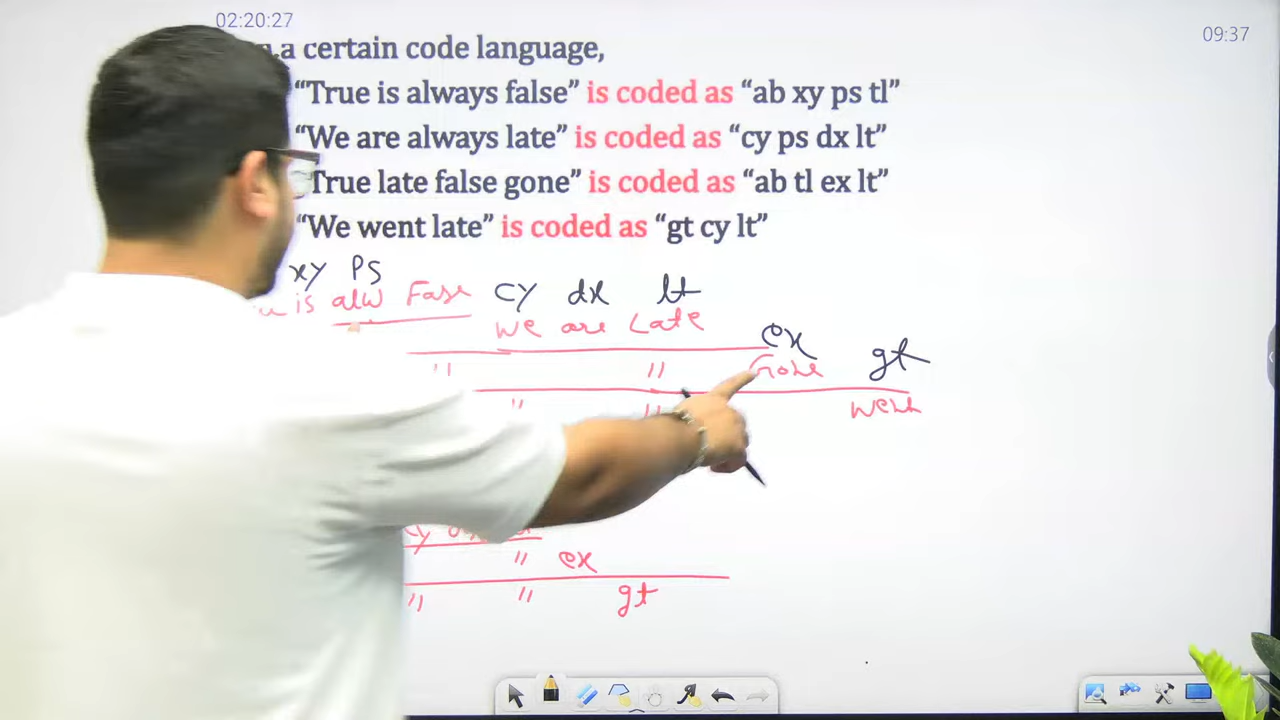 02:20:27
09:37
a certain code language,
“True is always false” is coded as “ab xy ps tl”
“We are always late” is coded as “cy ps dx lt”
True late false gone” is coded as “ab tl ex lt”
“We went late” is coded as “gt cy lt”
xy ps
is alw Fase
cy dx lt
We are Late
ex gt
" " Gone
" " went
" ex
" " gt